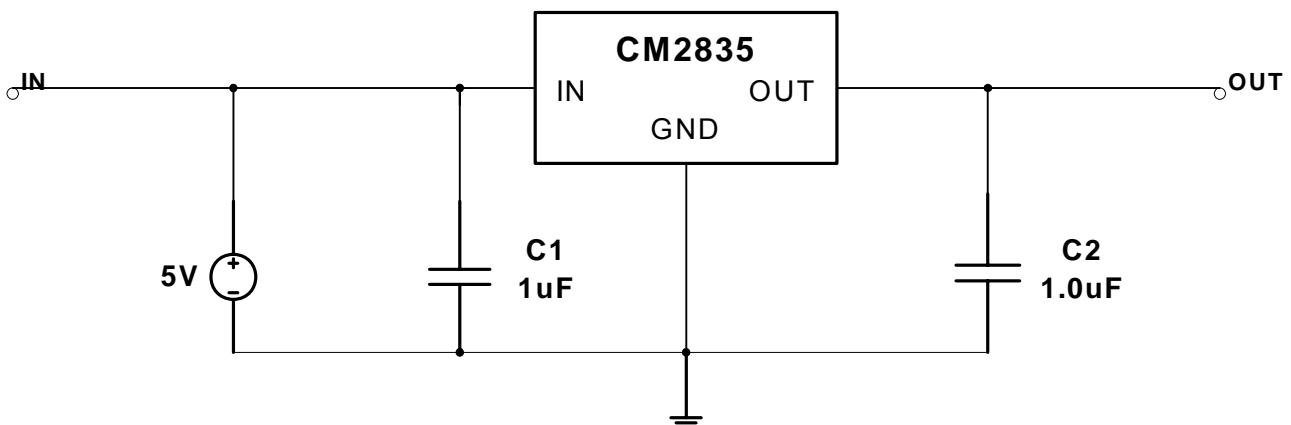 CM2835
IN
IN
OUT
OUT
GND
5V
+
−
C1
1uF
C2
1.0uF